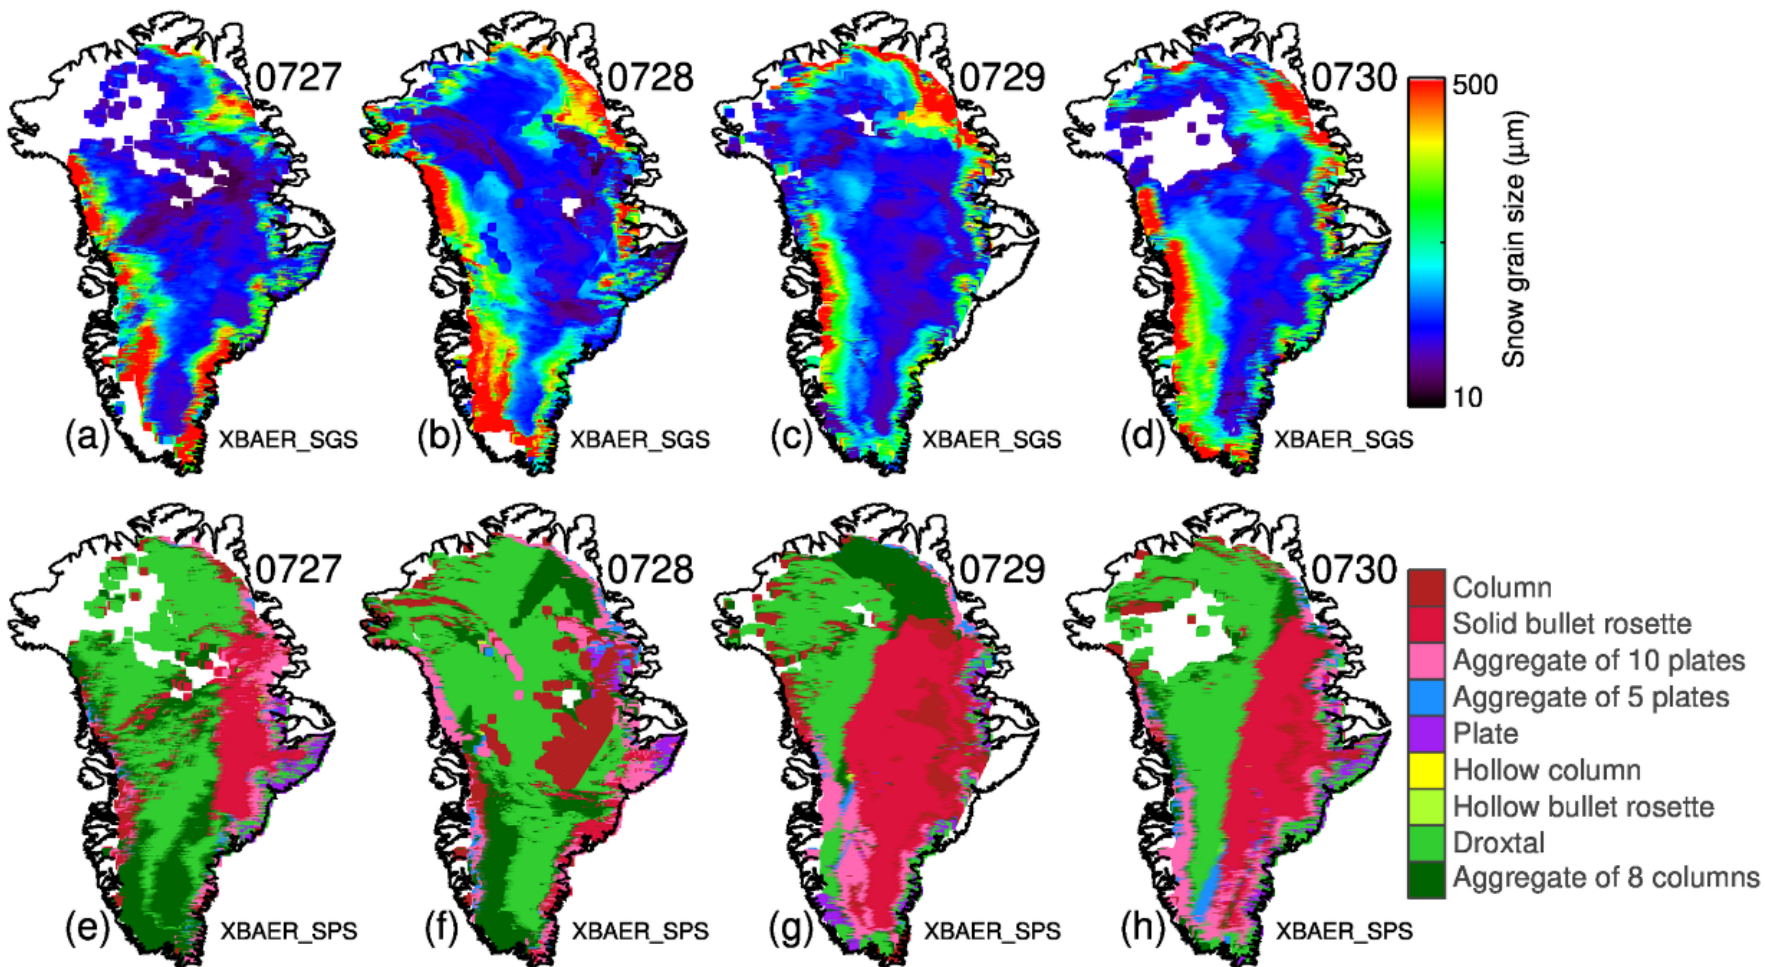 0727
0728
0729
0730
500
Snow grain size (μm)
10
(a)
XBAER_SGS
(b)
XBAER_SGS
(c)
XBAER_SGS
(d)
XBAER_SGS
0727
0728
0729
0730
Column
Solid bullet rosette
Aggregate of 10 plates
Aggregate of 5 plates
Plate
Hollow column
Hollow bullet rosette
Droxtal
Aggregate of 8 columns
(e)
XBAER_SPS
(f)
XBAER_SPS
(g)
XBAER_SPS
(h)
XBAER_SPS